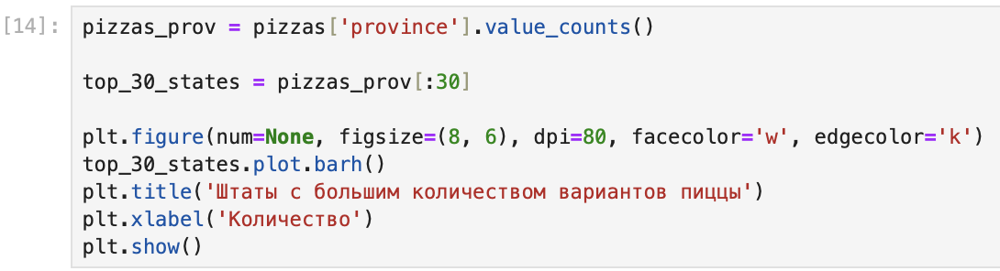 [14]: pizzas_prov = pizzas['province'].value_counts()
top_30_states = pizzas_prov[:30]
plt.figure(num=None, figsize=(8, 6), dpi=80, facecolor='w', edgecolor='k')
top_30_states.plot.barh()
plt.title('Штаты с большим количеством вариантов пиццы')
plt.xlabel('Количество')
plt.show()